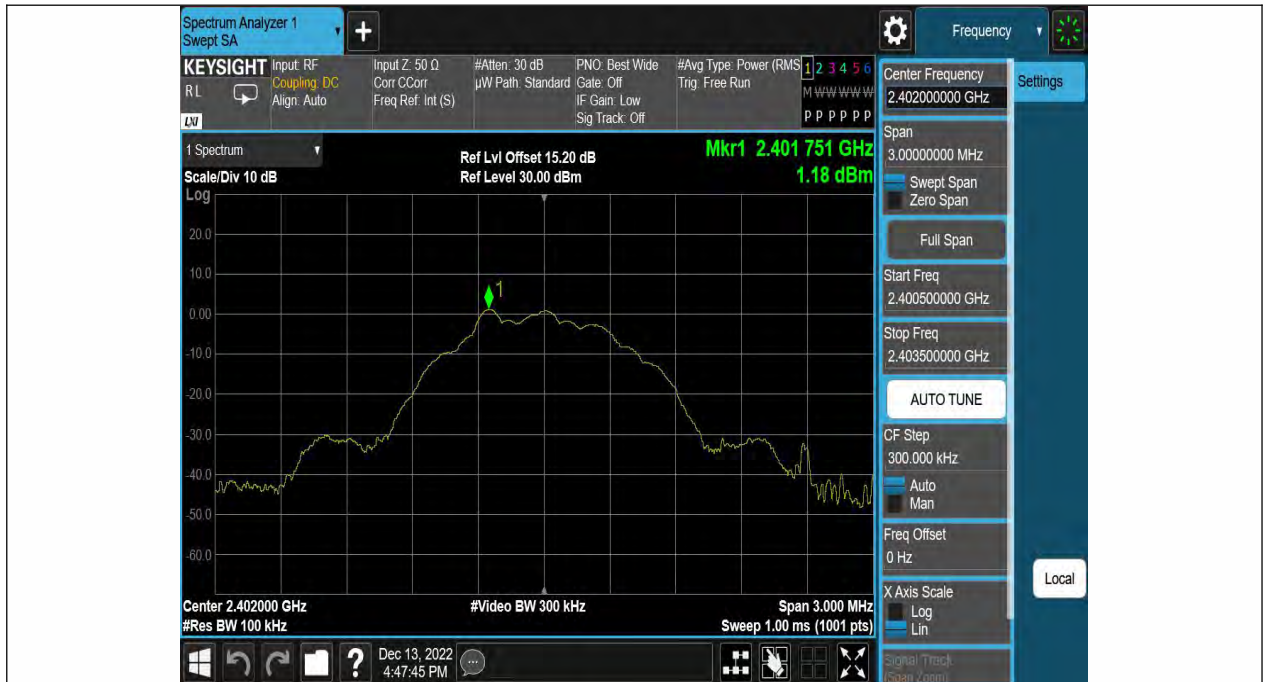 Spectrum Analyzer 1
Swept SA
+
Frequency
KEYSIGHT
R L
LXI
Input: RF
Coupling: DC
Align: Auto
Input Z: 50 Ω
Corr CCorr
Freq Ref: Int (S)
#Atten: 30 dB
µW Path: Standard
PNO: Best Wide
Gate: Off
IF Gain: Low
Sig Track: Off
#Avg Type: Power (RMS
Trig: Free Run
1 2 3 4 5 6
M W W W W W
P P P P P P
Center Frequency
2.402000000 GHz
Settings
Span
3.00000000 MHz
Swept Span
Zero Span
Full Span
Start Freq
2.400500000 GHz
Stop Freq
2.403500000 GHz
AUTO TUNE
CF Step
300.000 kHz
Auto
Man
Freq Offset
0 Hz
X Axis Scale
Log
Lin
Signal Track
(Span Zoom)
Local
1 Spectrum
Scale/Div 10 dB
Ref Lvl Offset 15.20 dB
Ref Level 30.00 dBm
Mkr1 2.401 751 GHz
1.18 dBm
Log
20.0
10.0
0.00
-10.0
-20.0
-30.0
-40.0
-50.0
-60.0
1
Center 2.402000 GHz
#Res BW 100 kHz
#Video BW 300 kHz
Span 3.000 MHz
Sweep 1.00 ms (1001 pts)
?
Dec 13, 2022
4:47:45 PM